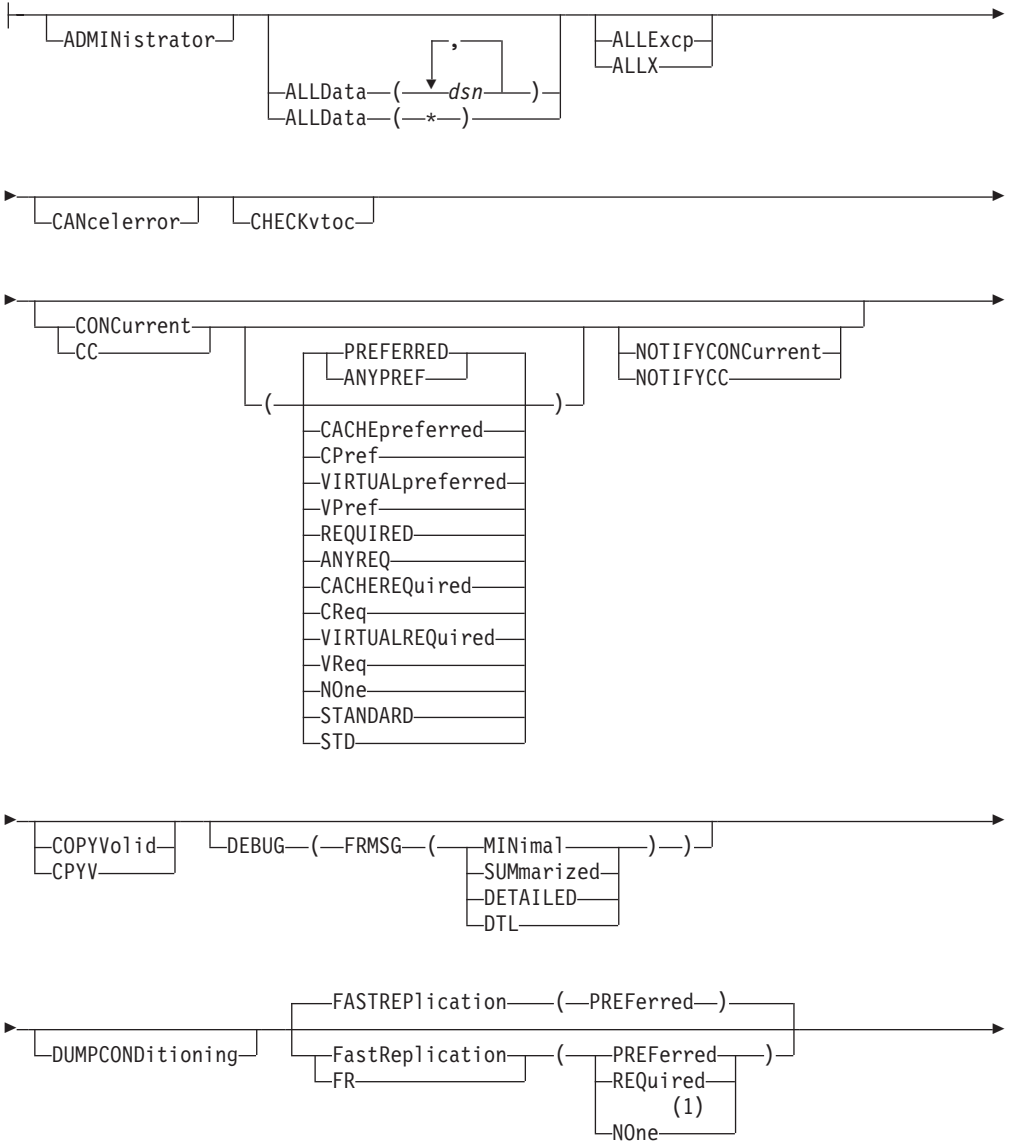 ADMINistrator
,
ALLData ( dsn )
ALLData ( * )
ALLExcp
ALLX
CANcelerror
CHECKvtoc
CONCurrent
CC
(
PREFERRED
ANYPREF
CACHEpreferred
CPref
VIRTUALpreferred
VPref
REQUIRED
ANYREQ
CACHEREQuired
CReq
VIRTUALREQuired
VReq
NOne
STANDARD
STD
)
NOTIFYCONCurrent
NOTIFYCC
COPYVolid
CPYV
DEBUG ( FRMSG ( MINimal ) )
SUMmarized
DETAILED
DTL
DUMPCONDitioning
FASTREPlication ( PREFerred )
FastReplication ( PREFerred )
FR
REQuired
(1)
NOne